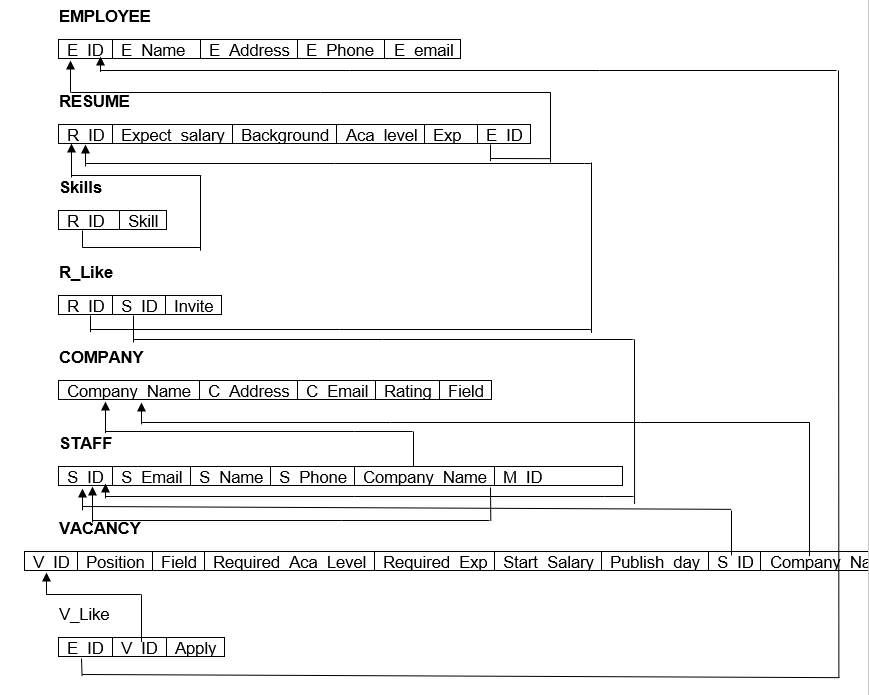 EMPLOYEE
E_ID E_Name E_Address E_Phone E_email
RESUME
R_ID Expect_salary Background Aca_level Exp E_ID
Skills
R_ID Skill
R_Like
R_ID S_ID Invite
COMPANY
Company_Name C_Address C_Email Rating Field
STAFF
S_ID S_Email S_Name S_Phone Company_Name M_ID
VACANCY
V_ID Position Field Required_Aca_Level Required_Exp Start_Salary Publish_day S_ID Company_Na
V_Like
E_ID V_ID Apply